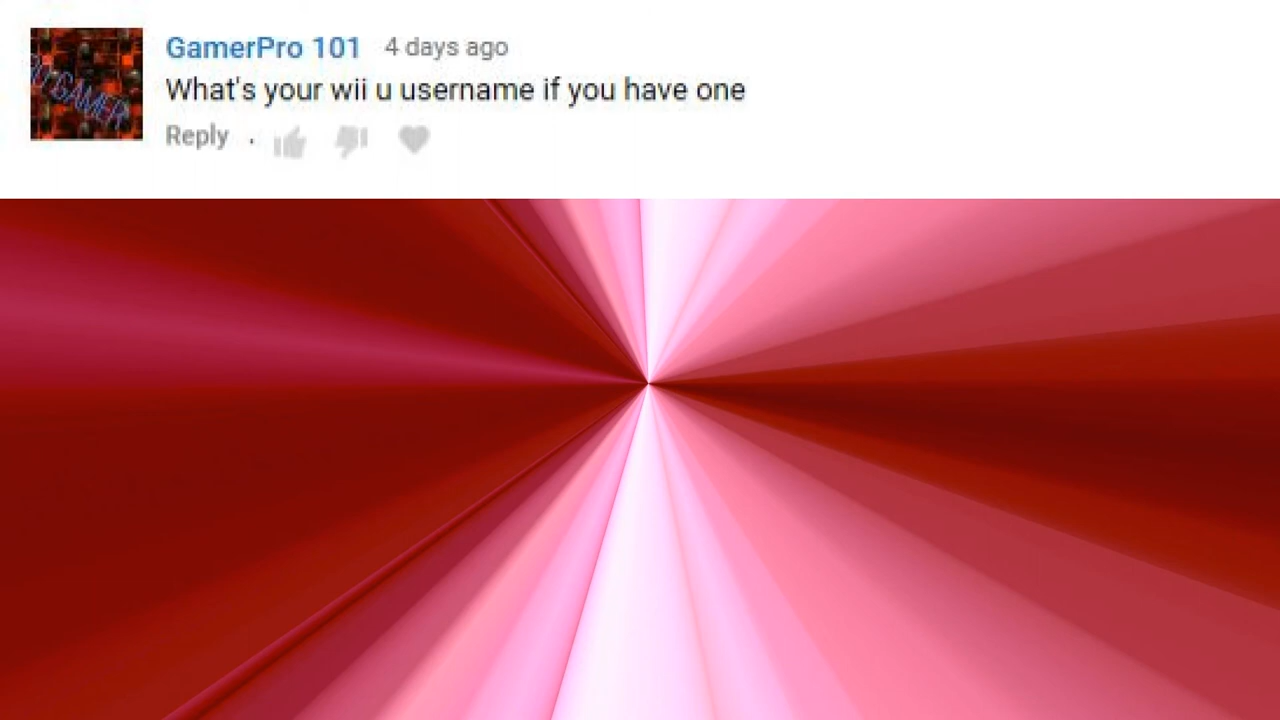 GamerPro 101 4 days ago
What's your wii u username if you have one
Reply .